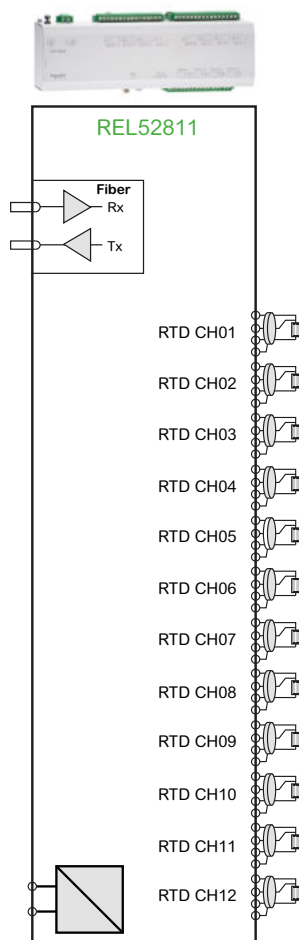 REL52811
Fiber
Rx
Tx
RTD CH01
RTD CH02
RTD CH03
RTD CH04
RTD CH05
RTD CH06
RTD CH07
RTD CH08
RTD CH09
RTD CH10
RTD CH11
RTD CH12